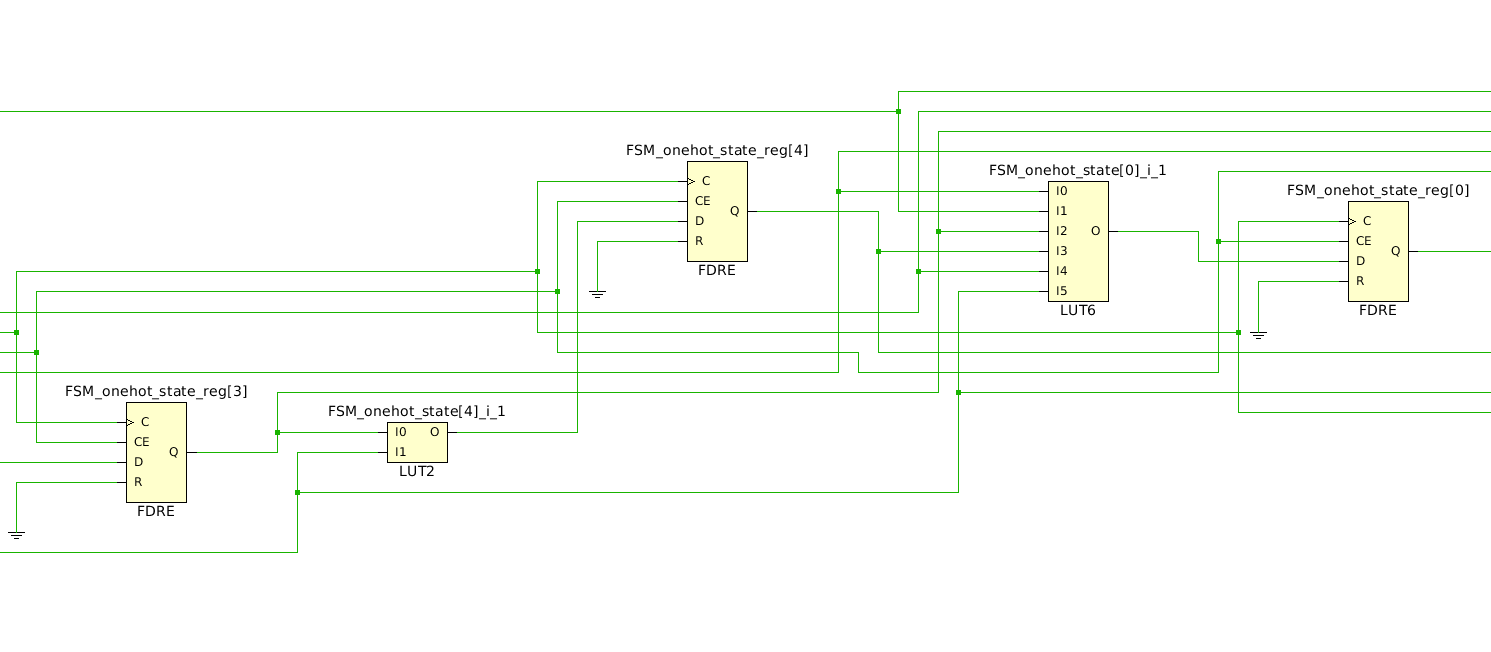 FSM_onehot_state_reg[4]
C
CE
D
R
Q
FDRE
FSM_onehot_state[0]_i_1
I0
I1
I2
I3
I4
I5
O
LUT6
FSM_onehot_state_reg[0]
C
CE
D
R
Q
FDRE
FSM_onehot_state_reg[3]
C
CE
D
R
Q
FDRE
FSM_onehot_state[4]_i_1
I0 O
I1
LUT2